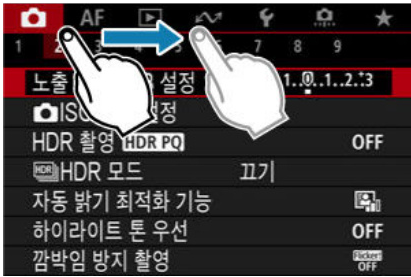 AF
1 2 3 4 5 6 7 8 9
노출 설정 1..0..1..2..3
ISO 설정
HDR 촬영 HDR PQ OFF
HDR HDR 모드 끄기
자동 밝기 최적화 기능
하이라이트 톤 우선 OFF
깜박임 방지 촬영 Flicker! OFF